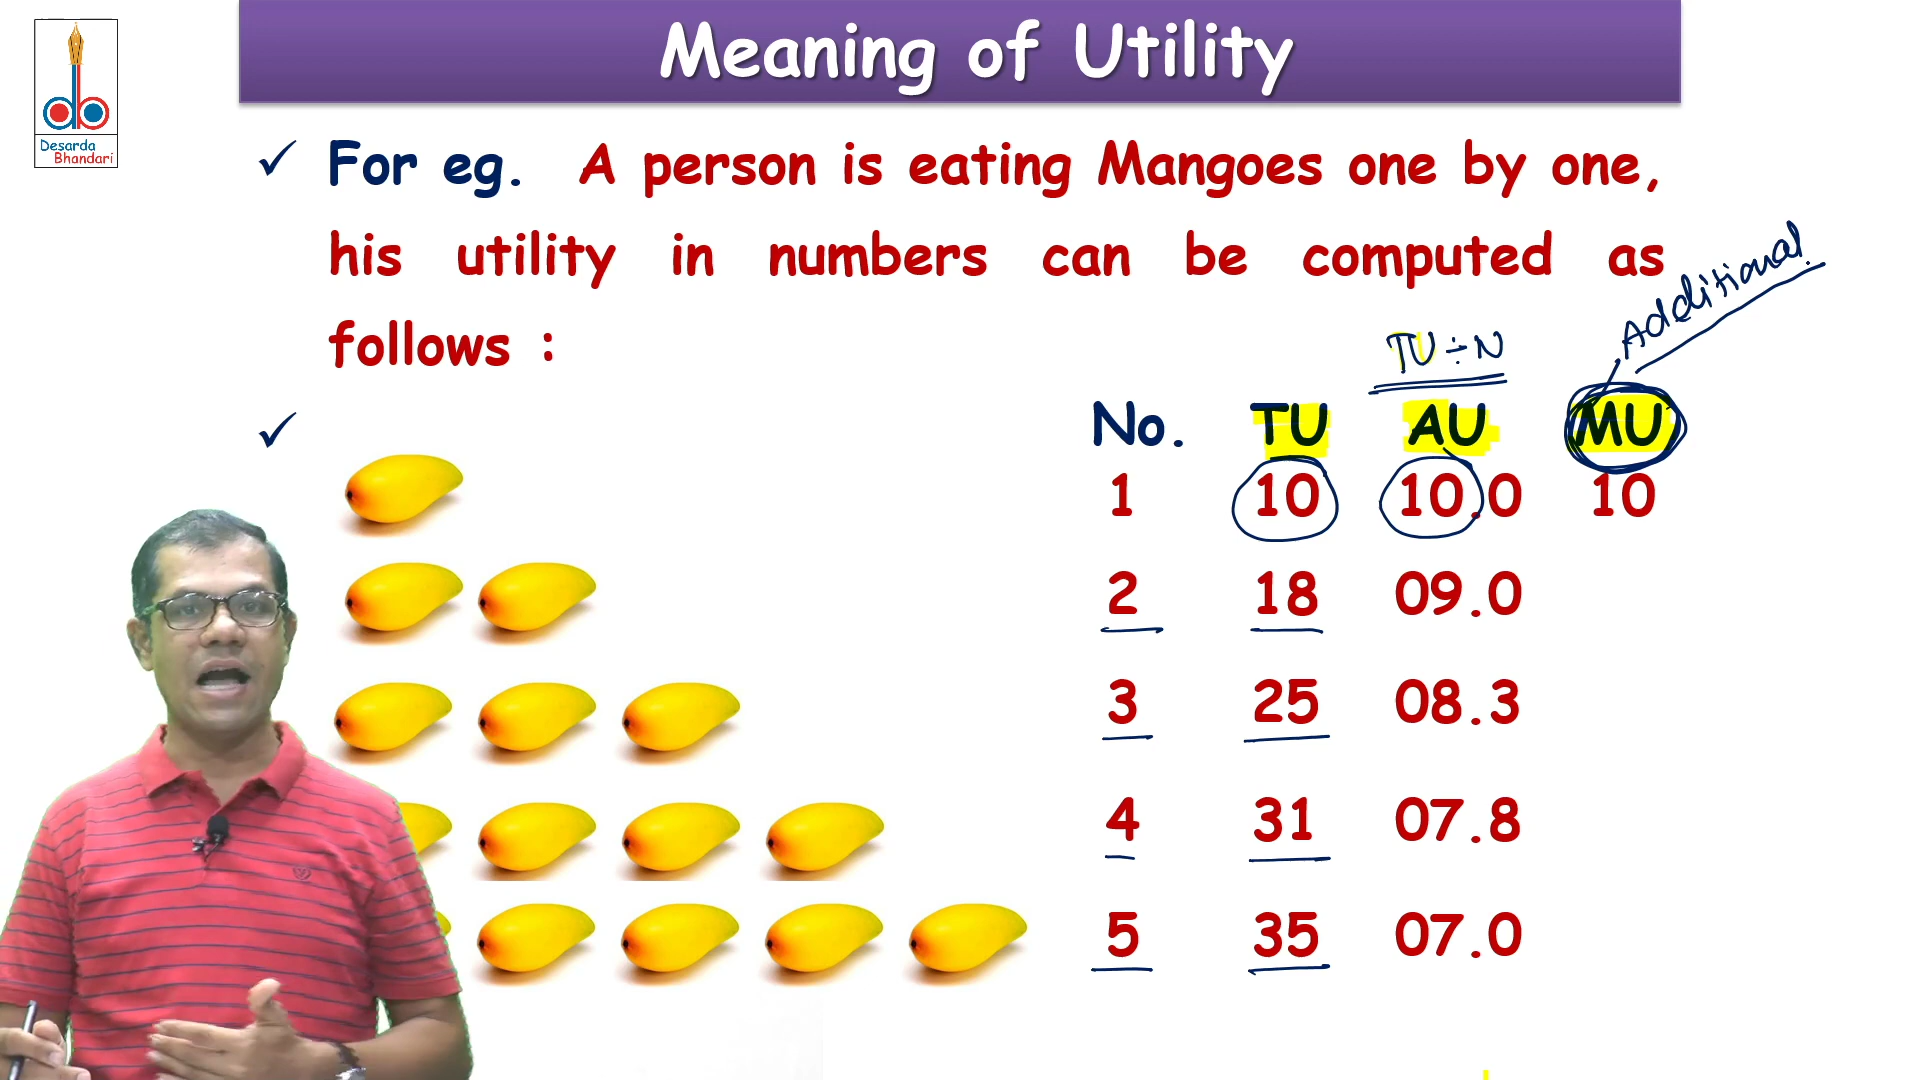 Meaning of Utility
Desarda
Bhandari
✓ For eg. A person is eating Mangoes one by one,
his utility in numbers can be computed as
follows :
Additional
TU ÷ N
✓
No. TU AU MU
1 10 10.0 10
2 18 09.0
3 25 08.3
4 31 07.8
5 35 07.0